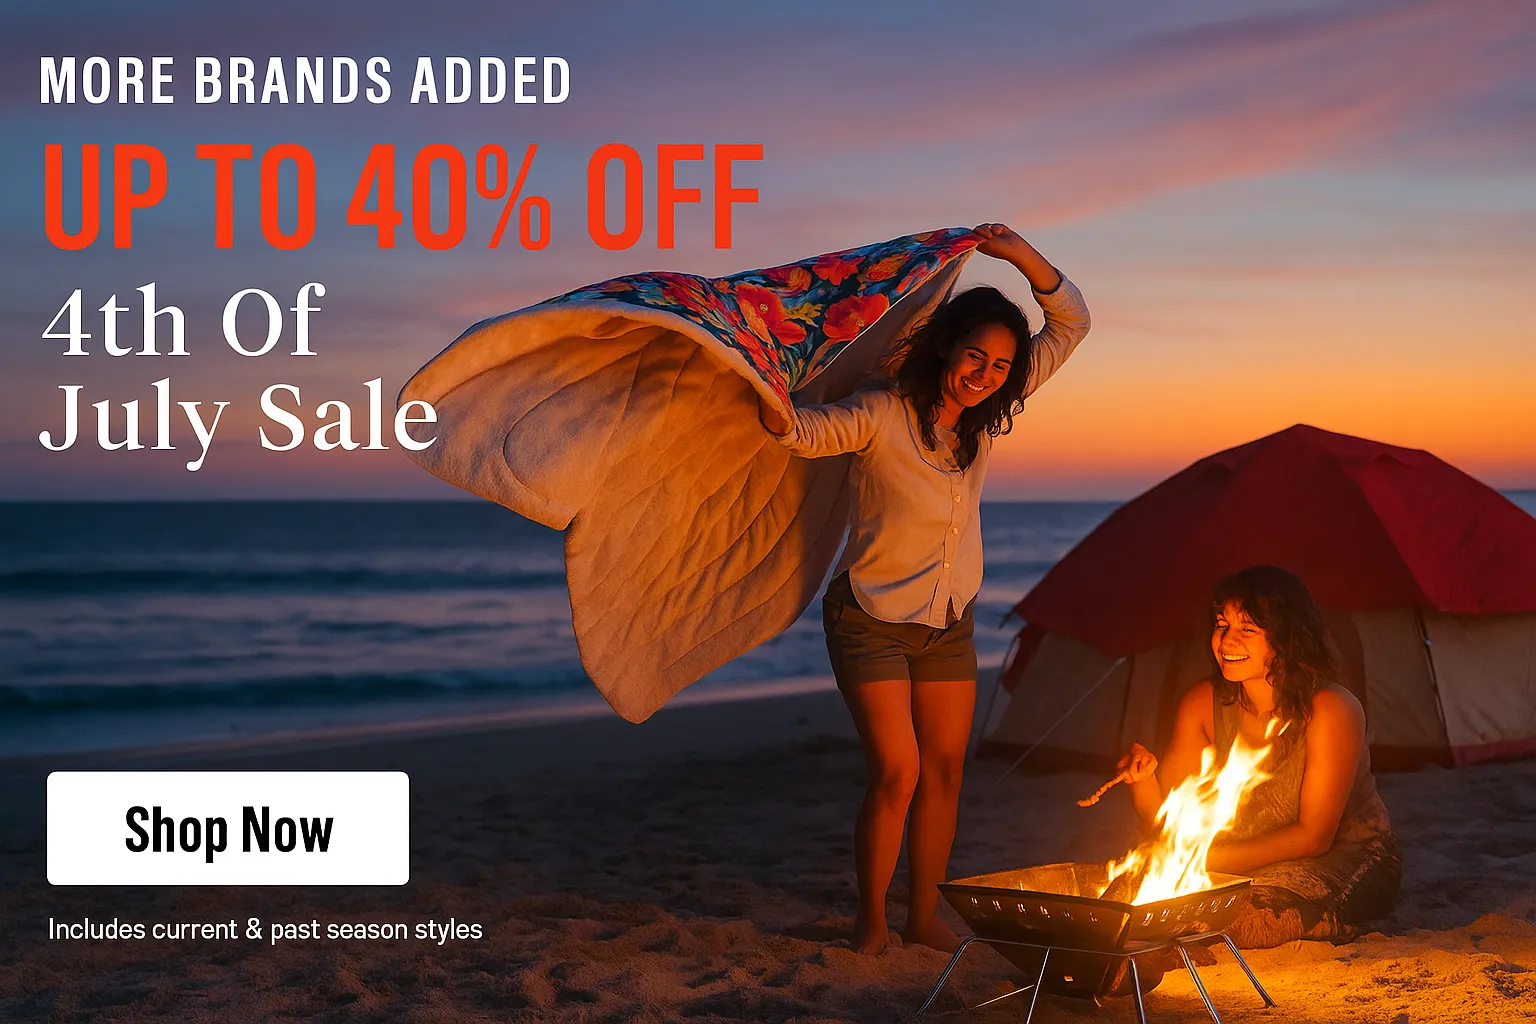 MORE BRANDS ADDED
UP TO 40% OFF
4th Of
July Sale
Shop Now
Includes current & past season styles